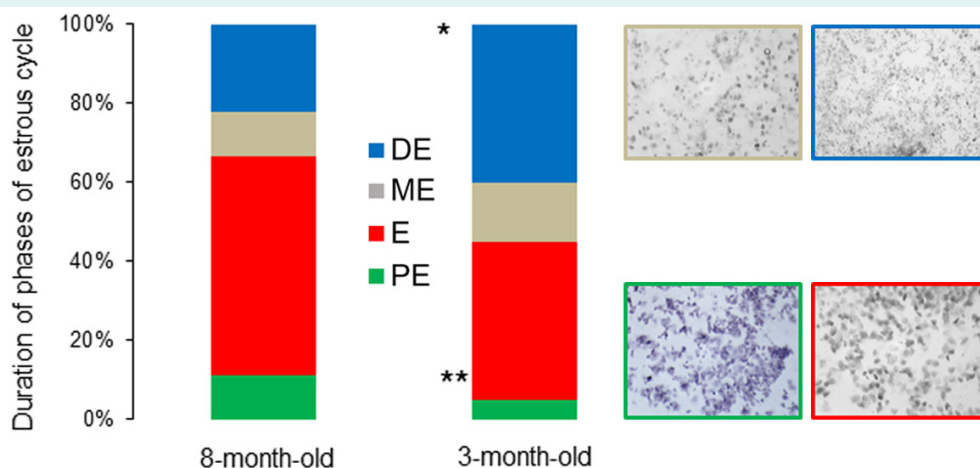 Duration of phases of estrous cycle
100%
80%
60%
40%
20%
0%
*
**
DE
ME
E
PE
8-month-old
3-month-old